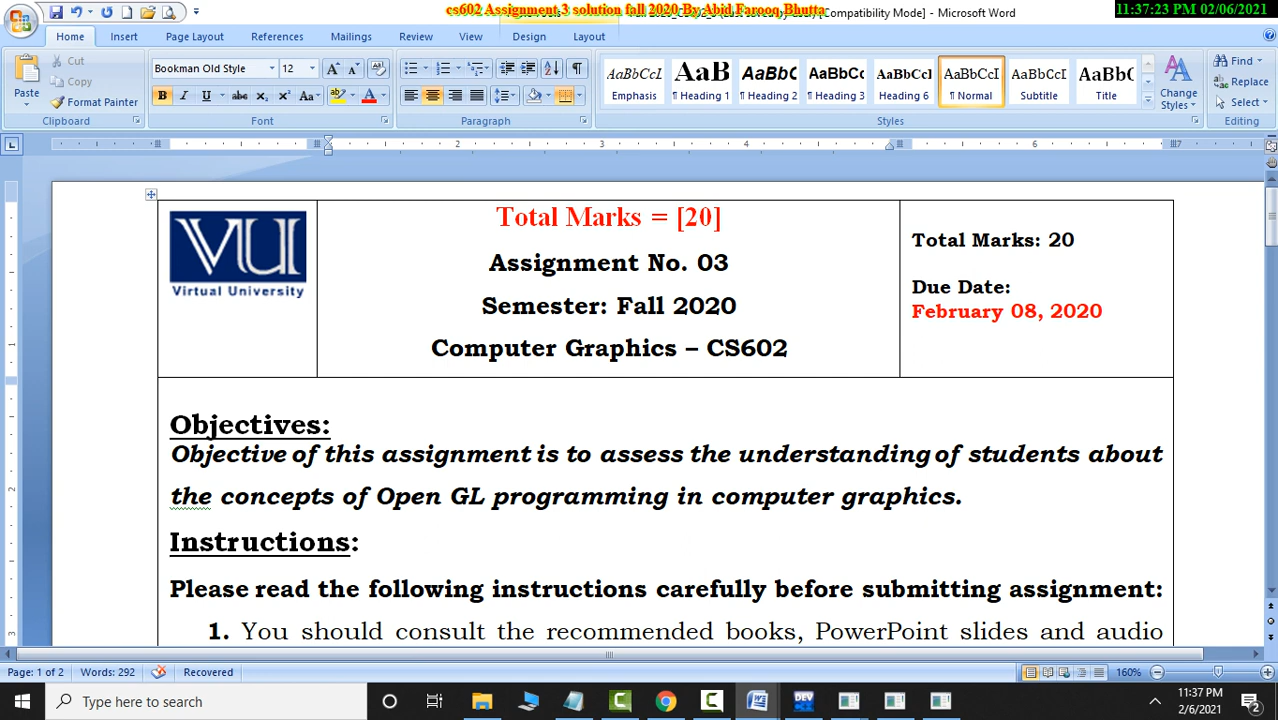 cs602 Assignment 3 solution fall 2020 By Abid Farooq Bhutta
[Compatibility Mode] - Microsoft Word
11:37:23 PM 02/06/2021
Home Insert Page Layout References Mailings Review View Design Layout
Paste
Cut
Copy
Format Painter
Clipboard
Bookman Old Style 12
Font
Paragraph
AaBbCcI AaB AaBbC AaBbCc AaBbCcI AaBbCcI AaBbCcI AaBb(
Emphasis ¶ Heading 1 ¶ Heading 2 ¶ Heading 3 Heading 6 ¶ Normal Subtitle Title
Change Styles
Styles
Find
Replace
Select
Editing
VU
Virtual University
Total Marks = [20]
Assignment No. 03
Semester: Fall 2020
Computer Graphics – CS602
Total Marks: 20
Due Date:
February 08, 2020
Objectives:
Objective of this assignment is to assess the understanding of students about
the concepts of Open GL programming in computer graphics.
Instructions:
Please read the following instructions carefully before submitting assignment:
1. You should consult the recommended books, PowerPoint slides and audio
Page: 1 of 2 Words: 292 Recovered 160%
Type here to search
11:37 PM
2/6/2021